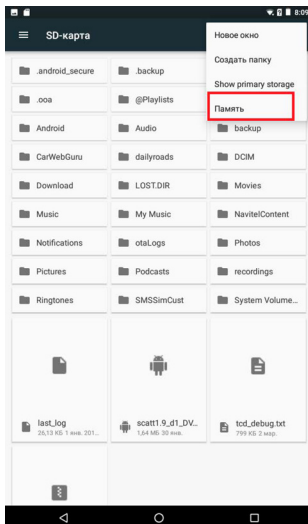 8:09
SD-карта
Новое окно
Создать папку
Show primary storage
Память
.android_secure
.backup
.ooa
@Playlists
Android
Audio
backup
CarWebGuru
dailyroads
DCIM
Download
LOST.DIR
Movies
Music
My Music
NavitelContent
Notifications
otaLogs
Photos
Pictures
Podcasts
recordings
Ringtones
SMSSimCust
System Volume...
last_log
26,13 КБ 1 янв. 201...
scatt1.9_d1_DV...
1,64 МБ 30 янв.
tcd_debug.txt
799 КБ 2 мар.